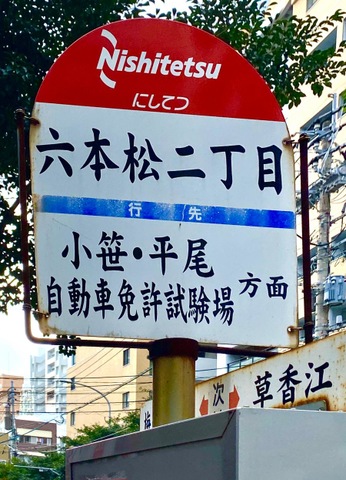 Nishitetsu
にしてつ
六本松二丁目
行先
小笹・平尾
自動車免許試験場
方面
次
草香江